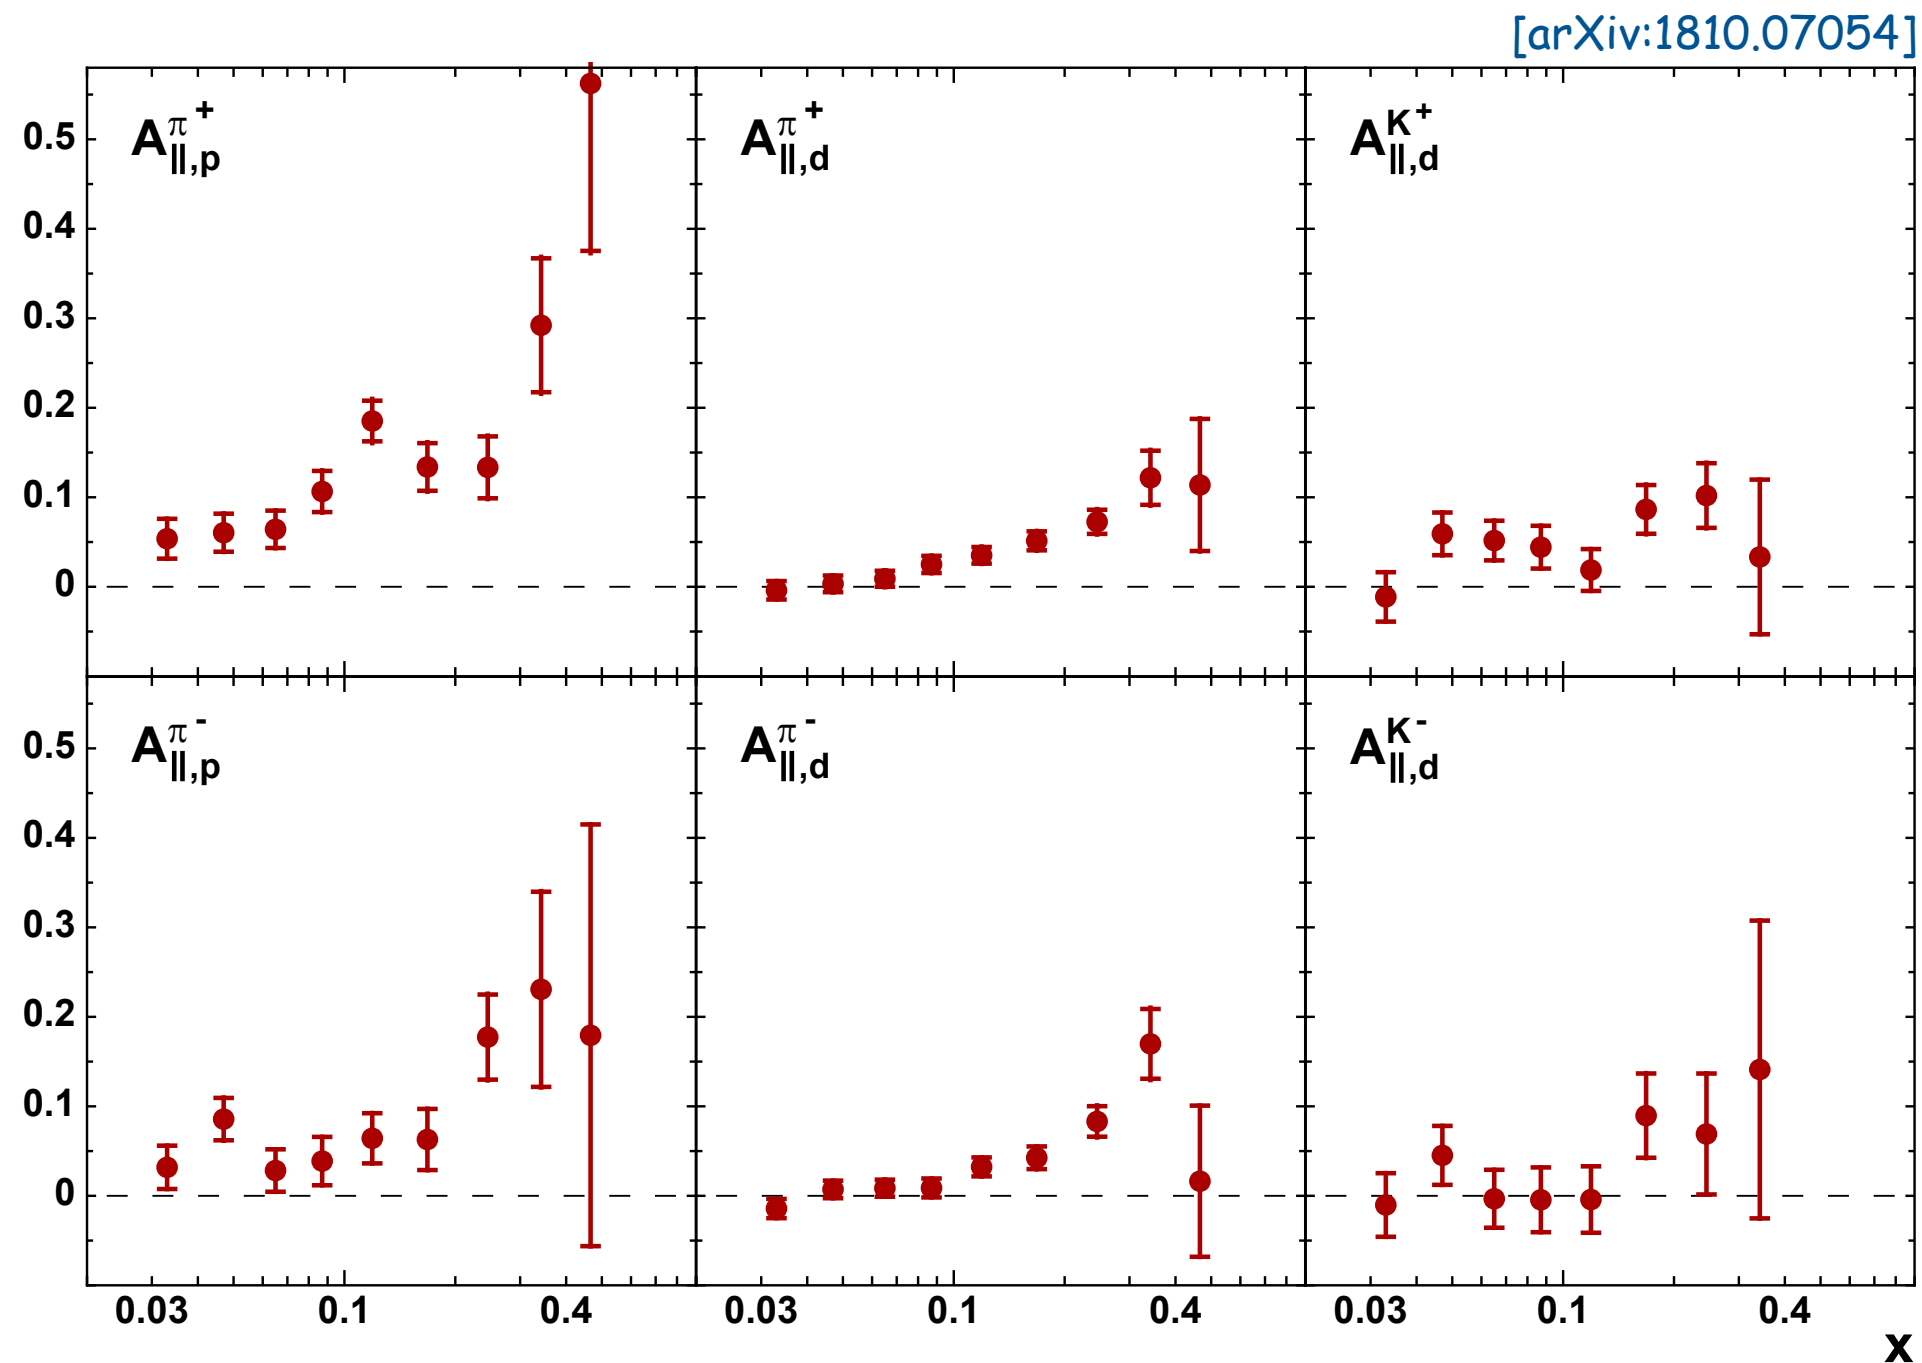 [arXiv:1810.07054]
A^{π+}_{||,p} A^{π+}_{||,d} A^{K+}_{||,d}
0.5
0.4
0.3
0.2
0.1
0
A^{π-}_{||,p} A^{π-}_{||,d} A^{K-}_{||,d}
0.5
0.4
0.3
0.2
0.1
0
0.03 0.1 0.4 0.03 0.1 0.4 0.03 0.1 0.4
x